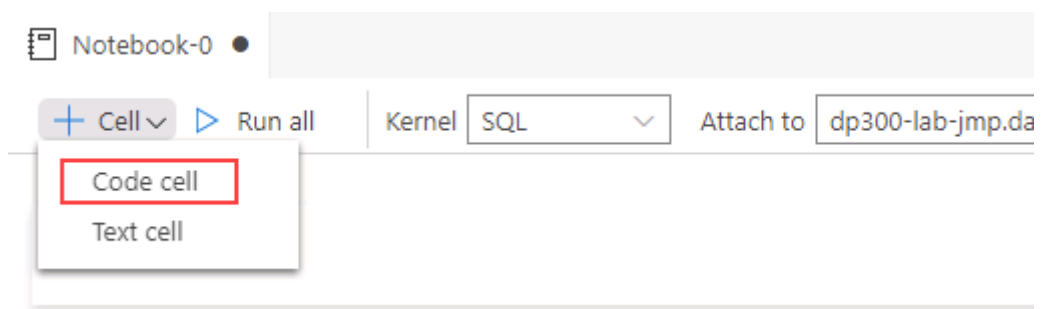 Notebook-0
Cell Run all Kernel SQL Attach to dp300-lab-jmp.da
Code cell
Text cell